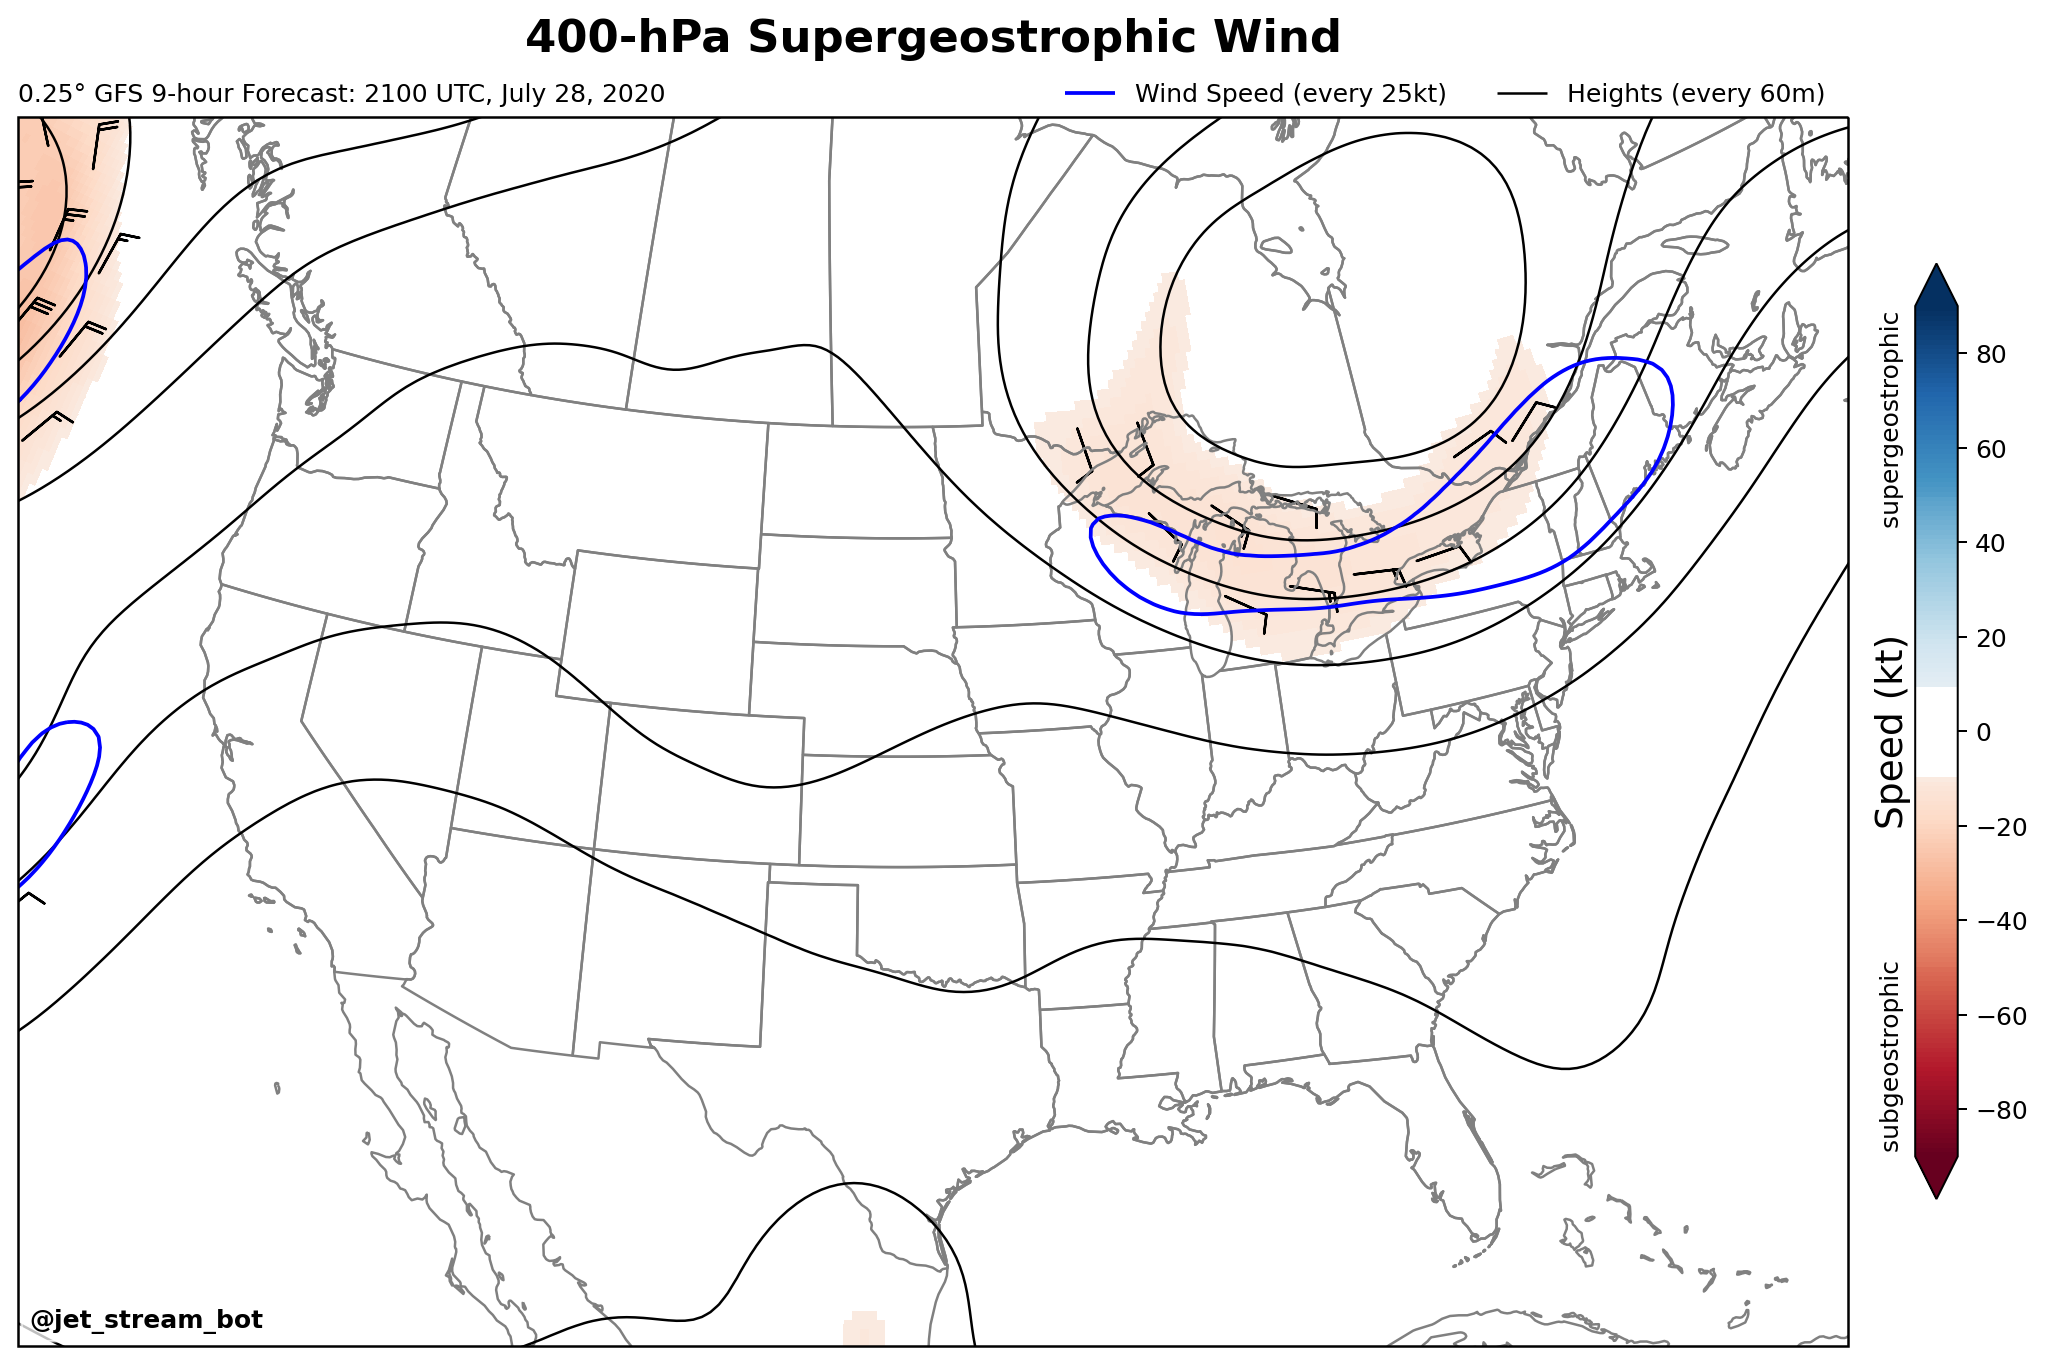 400-hPa Supergeostrophic Wind
0.25° GFS 9-hour Forecast: 2100 UTC, July 28, 2020
Wind Speed (every 25kt)
Heights (every 60m)
supergeostrophic
Speed (kt)
subgeostrophic
80
60
40
20
0
−20
−40
−60
−80
@jet_stream_bot